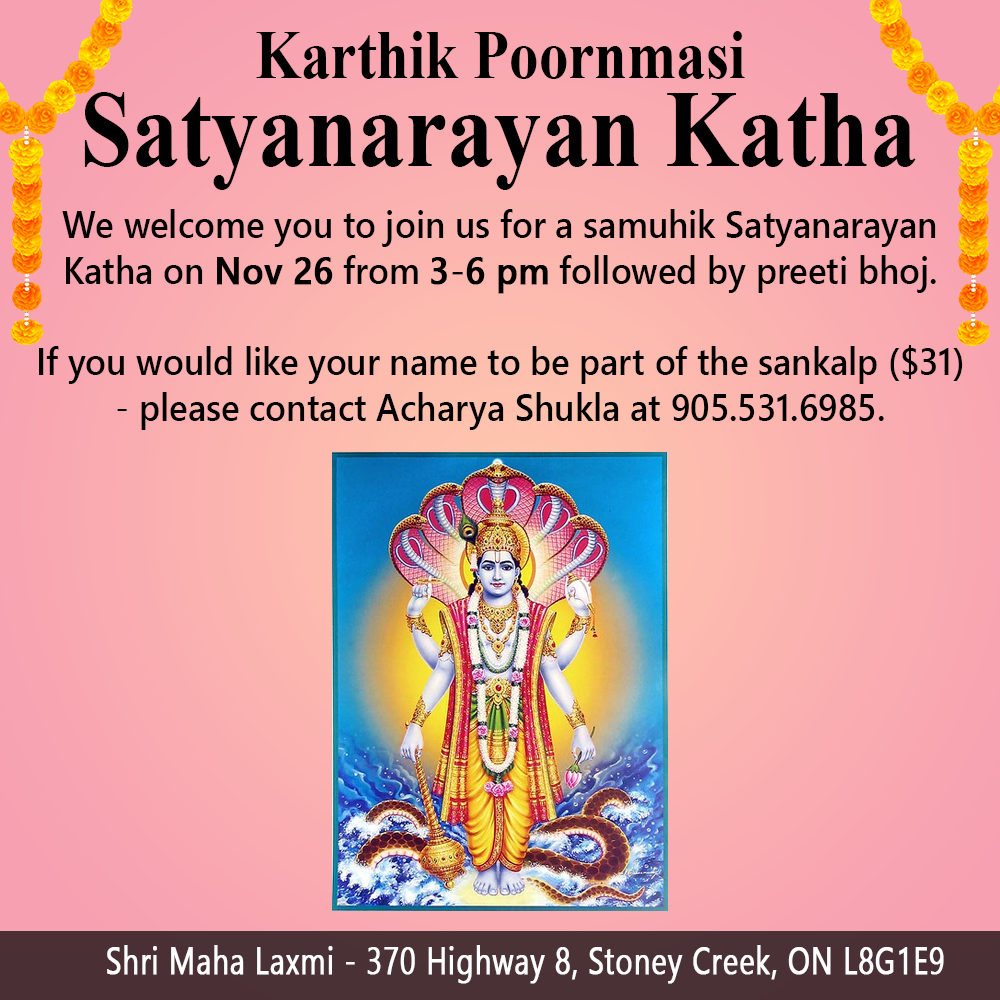 Karthik Poornmasi
Satyanarayan Katha
We welcome you to join us for a samuhik Satyanarayan
Katha on Nov 26 from 3-6 pm followed by preeti bhoj.
If you would like your name to be part of the sankalp ($31)
- please contact Acharya Shukla at 905.531.6985.
Shri Maha Laxmi - 370 Highway 8, Stoney Creek, ON L8G1E9